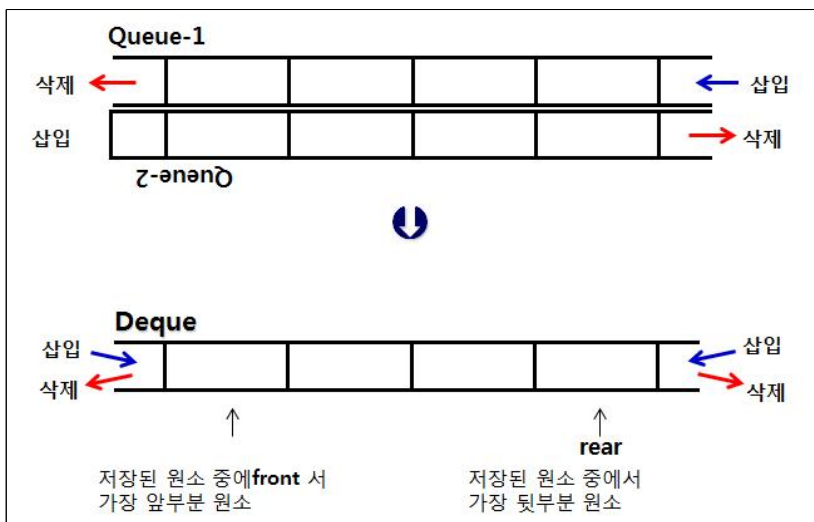 Queue-1
삭제
삽입
삽입
삭제
Queue-2
Deque
삽입
삽입
삭제
삭제
rear
저장된 원소 중에front 서
가장 앞부분 원소
저장된 원소 중에서
가장 뒷부분 원소